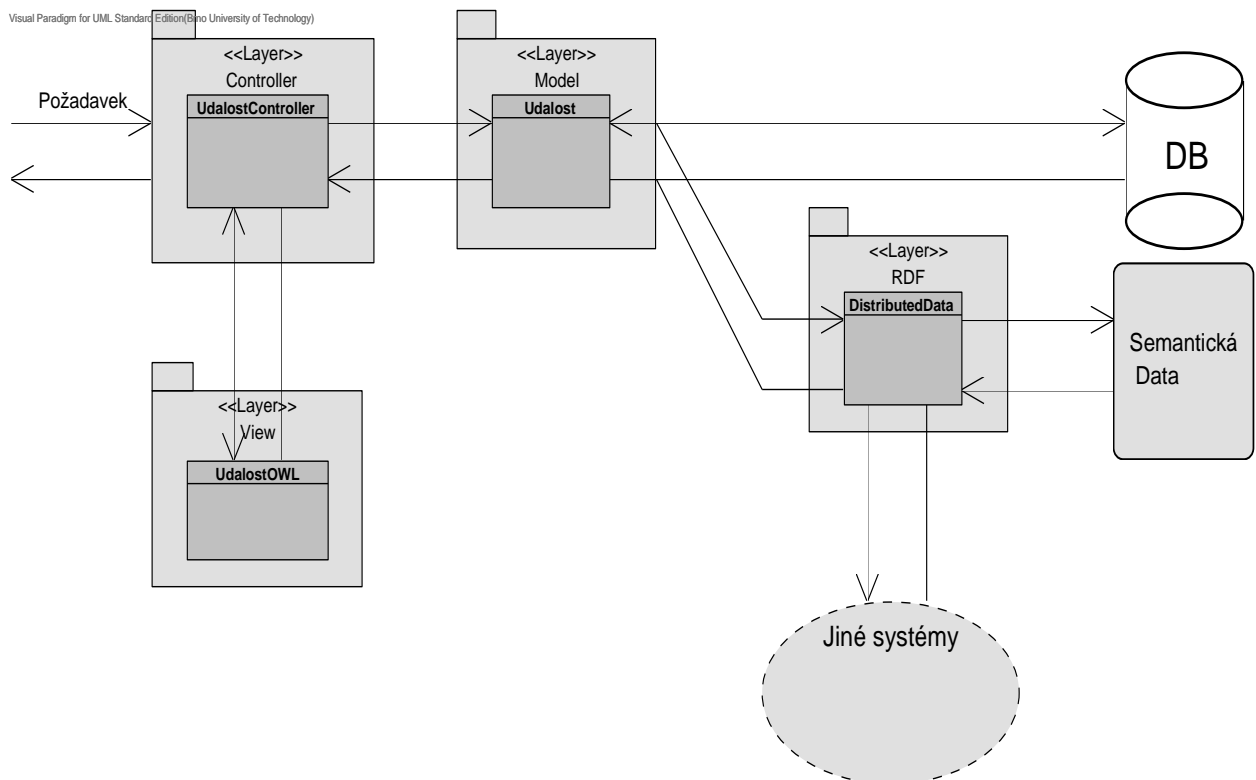 Visual Paradigm for UML Standard Edition(Brno University of Technology)
<<Layer>>
Controller
UdalostController
Požadavek
<<Layer>>
Model
Udalost
DB
<<Layer>>
RDF
DistributedData
Semantická
Data
<<Layer>>
View
UdalostOWL
Jiné systémy